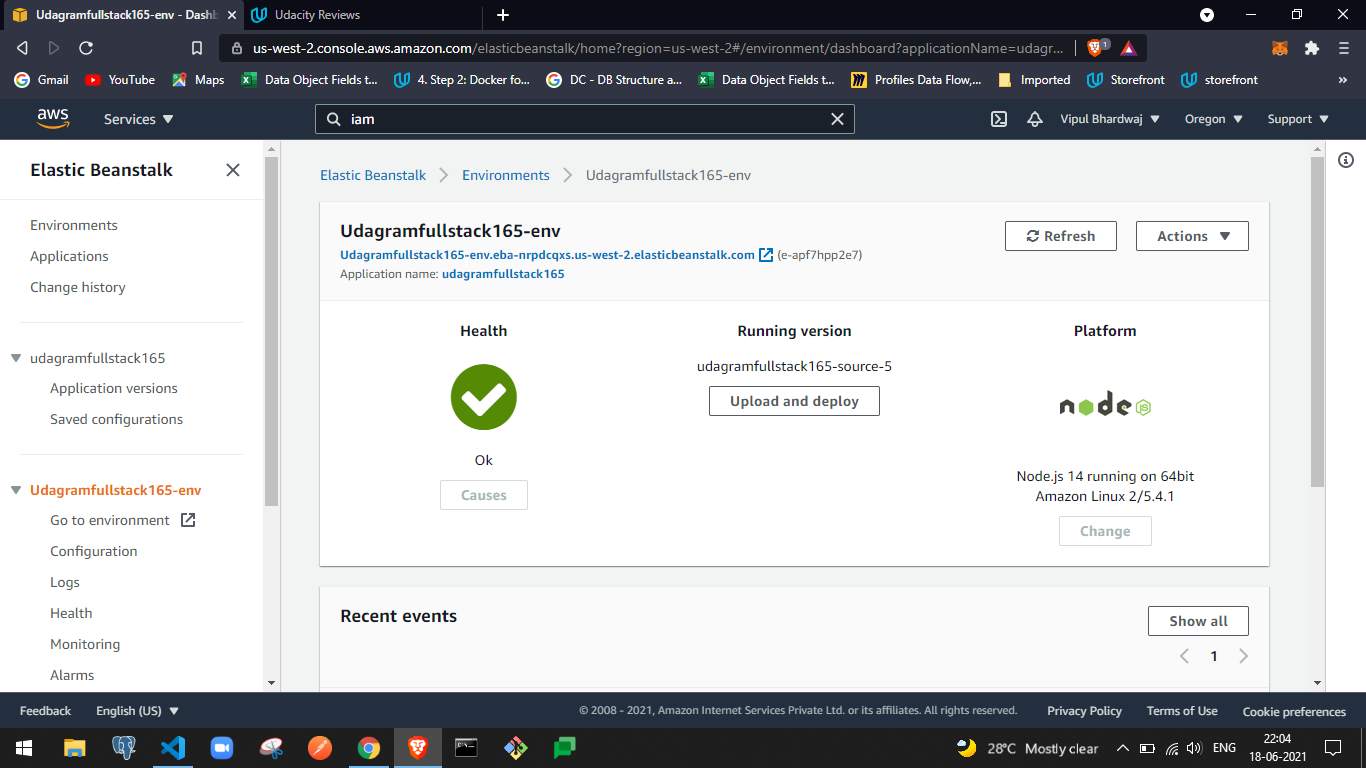 Udagramfullstack165-env - Dashb
Udacity Reviews
us-west-2.console.aws.amazon.com/elasticbeanstalk/home?region=us-west-2#/environment/dashboard?applicationName=udagr...
1
Gmail
YouTube
Maps
Data Object Fields t...
4. Step 2: Docker fo...
DC - DB Structure a...
Data Object Fields t...
Profiles Data Flow,...
Imported
Storefront
storefront
aws
Services
iam
Vipul Bhardwaj
Oregon
Support
Elastic Beanstalk
Environments
Applications
Change history
udagramfullstack165
Application versions
Saved configurations
Udagramfullstack165-env
Go to environment
Configuration
Logs
Health
Monitoring
Alarms
Elastic Beanstalk
Environments
Udagramfullstack165-env
Udagramfullstack165-env
Udagramfullstack165-env.eba-nrpdcqxs.us-west-2.elasticbeanstalk.com (e-apf7hpp2e7)
Application name: udagramfullstack165
Refresh
Actions
Health
Ok
Causes
Running version
udagramfullstack165-source-5
Upload and deploy
Platform
node JS
Node.js 14 running on 64bit
Amazon Linux 2/5.4.1
Change
Recent events
Show all
1
Feedback
English (US)
© 2008 - 2021, Amazon Internet Services Private Ltd. or its affiliates. All rights reserved.
Privacy Policy
Terms of Use
Cookie preferences
28°C Mostly clear
ENG
22:04
18-06-2021